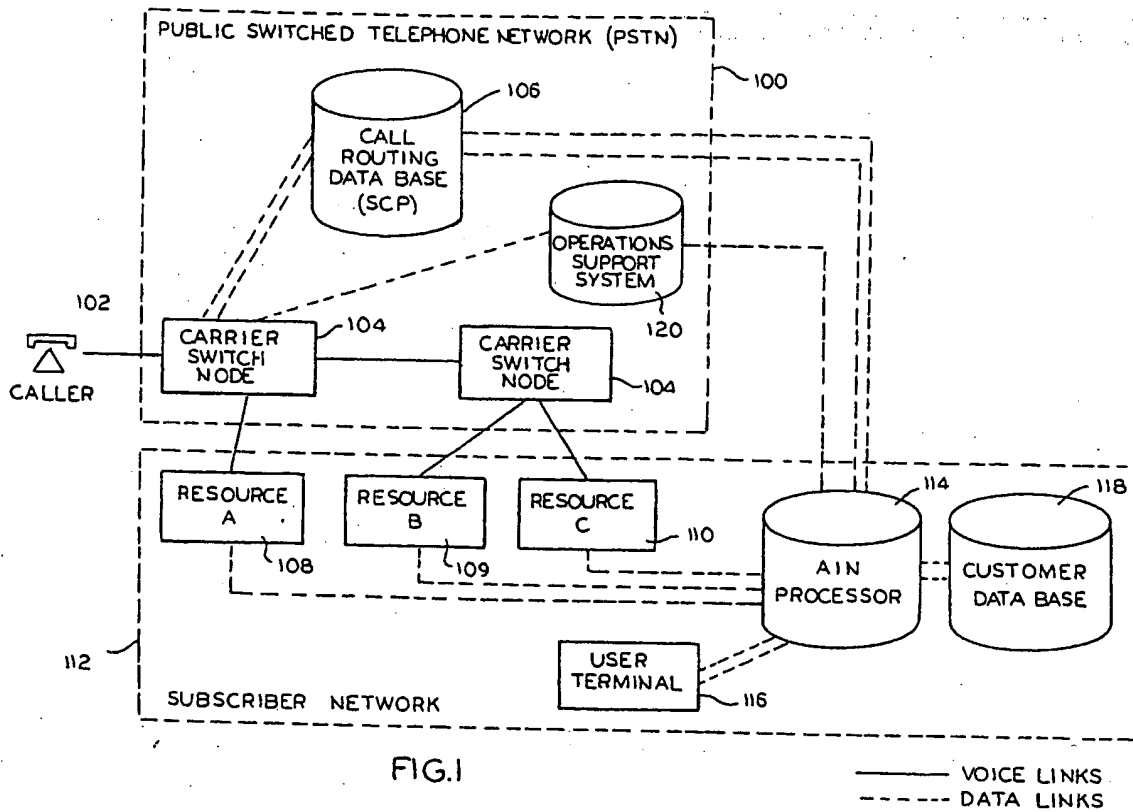 PUBLIC SWITCHED TELEPHONE NETWORK (PSTN)
100
106
CALL
ROUTING
DATA BASE
(SCP)
OPERATIONS
SUPPORT
SYSTEM
120
102
CALLER
104
CARRIER
SWITCH
NODE
CARRIER
SWITCH
NODE
104
RESOURCE
A
108
RESOURCE
B
109
RESOURCE
C
110
114
AIN
PROCESSOR
118
CUSTOMER
DATA BASE
USER
TERMINAL
116
112
SUBSCRIBER NETWORK
FIG.1
VOICE LINKS
DATA LINKS